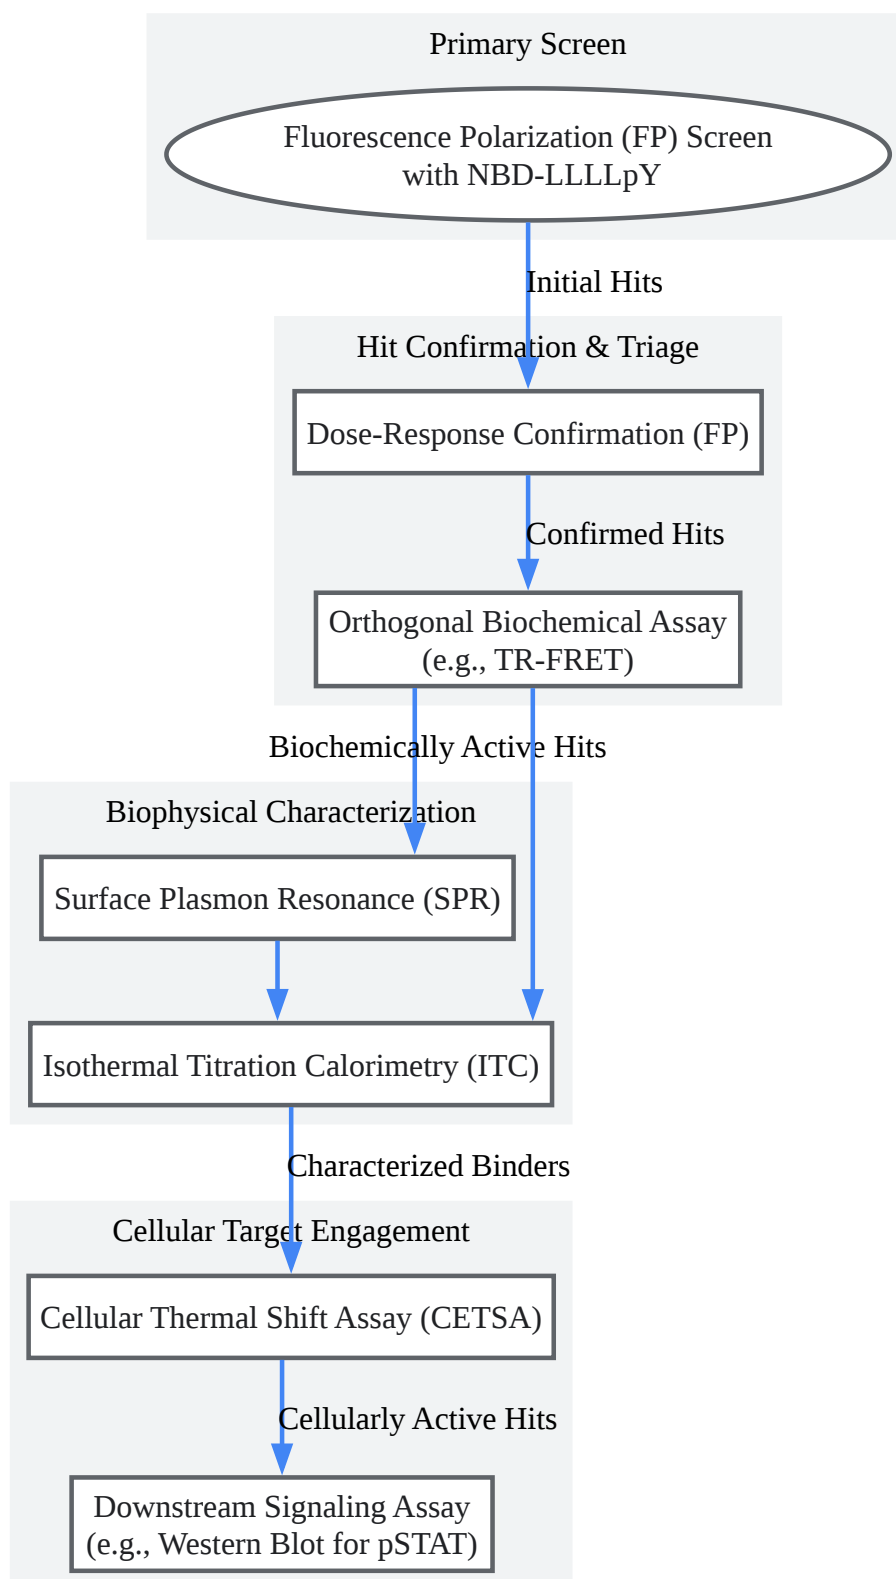 Primary Screen
Fluorescence Polarization (FP) Screen
with NBD-LLLLpY
Initial Hits
Hit Confirmation & Triage
Dose-Response Confirmation (FP)
Confirmed Hits
Orthogonal Biochemical Assay
(e.g., TR-FRET)
Biochemically Active Hits
Biophysical Characterization
Surface Plasmon Resonance (SPR)
Isothermal Titration Calorimetry (ITC)
Characterized Binders
Cellular Target Engagement
Cellular Thermal Shift Assay (CETSA)
Cellularly Active Hits
Downstream Signaling Assay
(e.g., Western Blot for pSTAT)